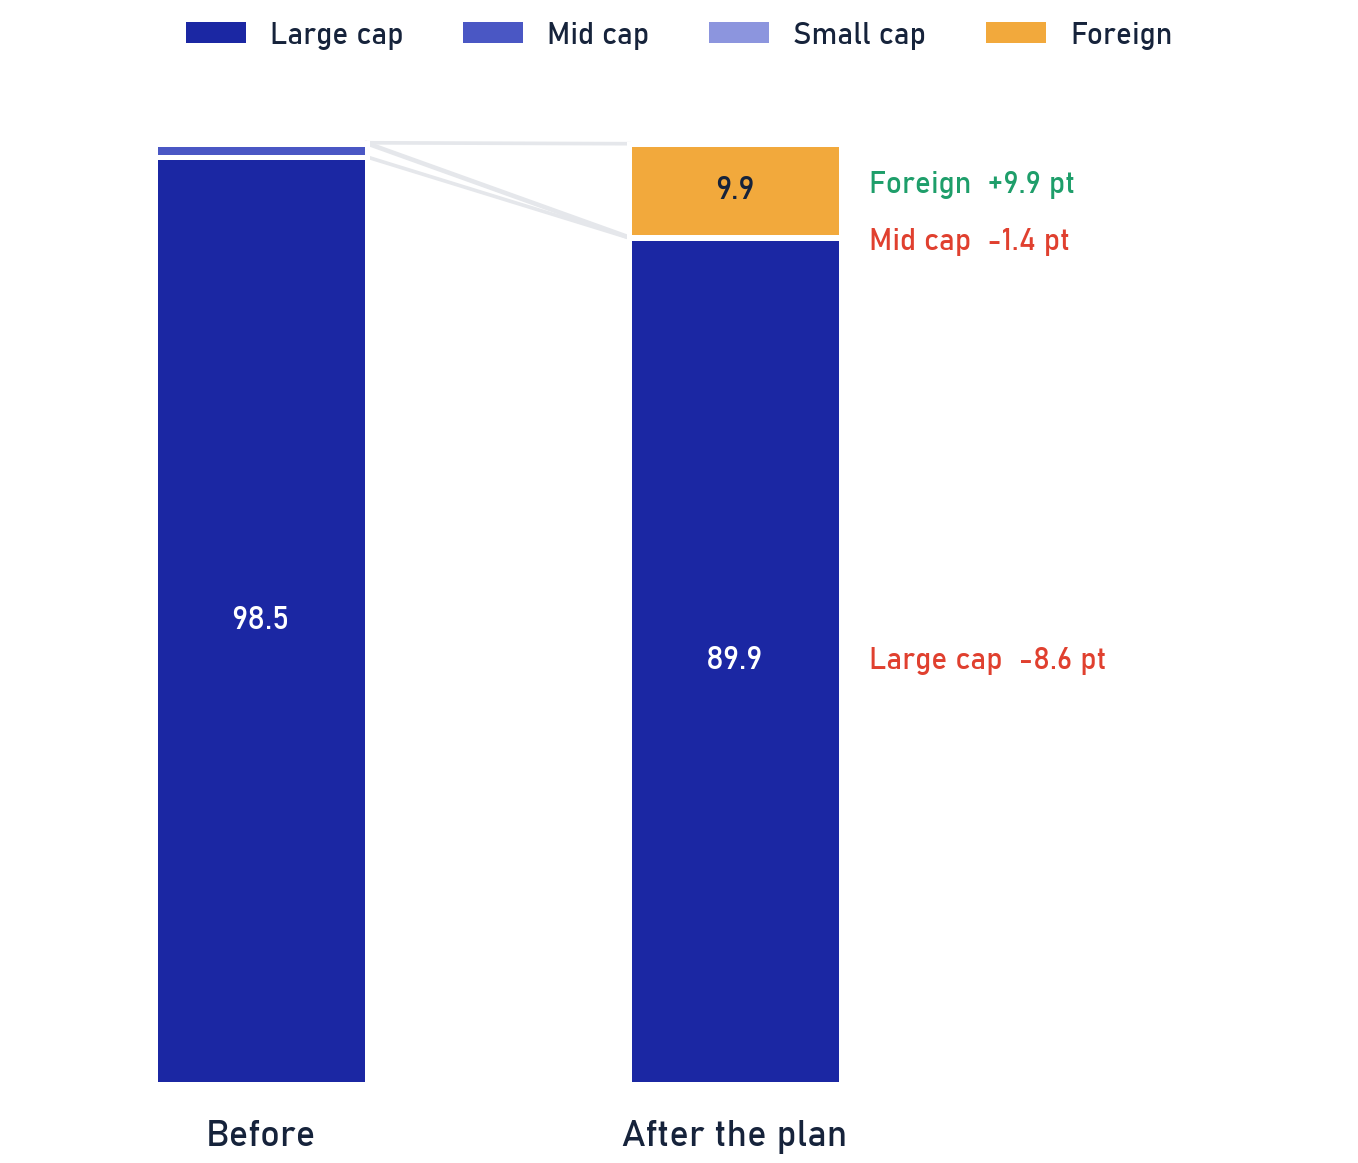 Large cap Mid cap Small cap Foreign
9.9
Foreign +9.9 pt
Mid cap -1.4 pt
98.5
89.9
Large cap -8.6 pt
Before
After the plan